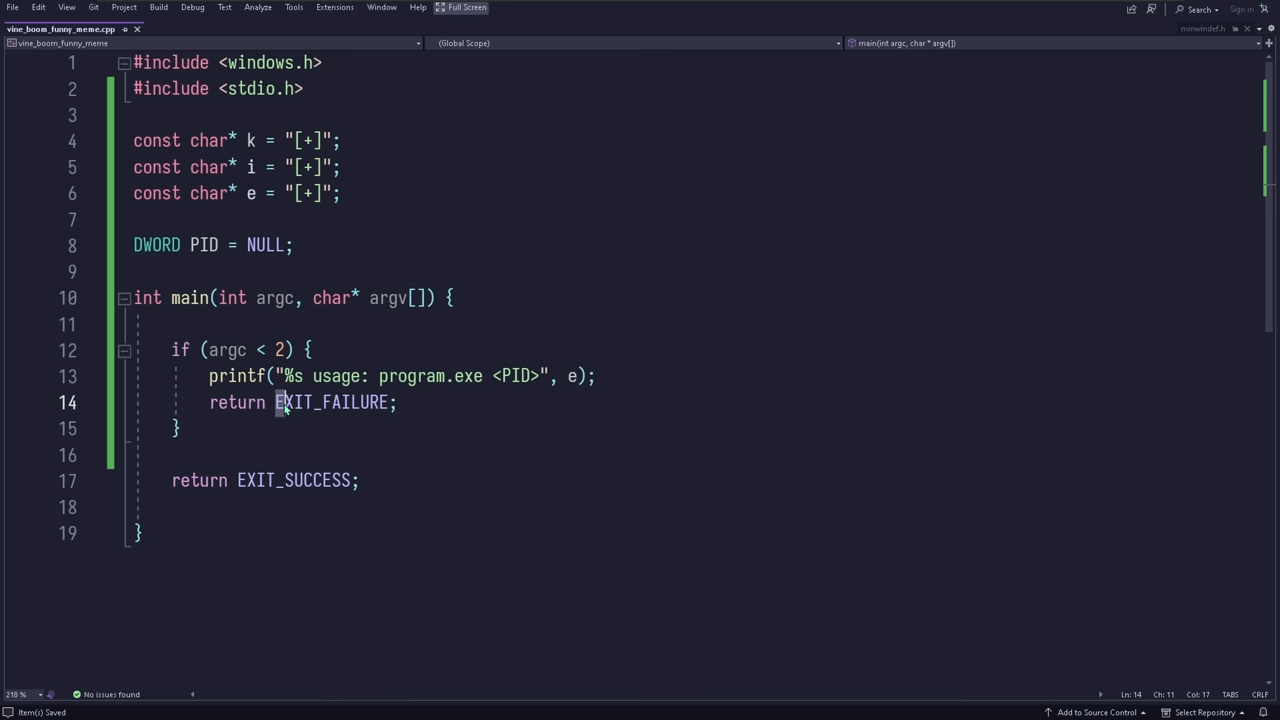 File Edit View Git Project Build Debug Test Analyze Tools Extensions Window Help Full Screen Search Sign in
vine_boom_funny_meme.cpp minwindef.h
vine_boom_funny_meme (Global Scope) main(int argc, char * argv[])
1 #include <windows.h>
2 #include <stdio.h>
3
4 const char* k = "[+]";
5 const char* i = "[+]";
6 const char* e = "[+]";
7
8 DWORD PID = NULL;
9
10 int main(int argc, char* argv[]) {
11
12 if (argc < 2) {
13 printf("%s usage: program.exe <PID>", e);
14 return EXIT_FAILURE;
15 }
16
17 return EXIT_SUCCESS;
18
19 }
218 % No issues found Ln: 14 Ch: 11 Col: 17 TABS CRLF
Item(s) Saved Add to Source Control Select Repository